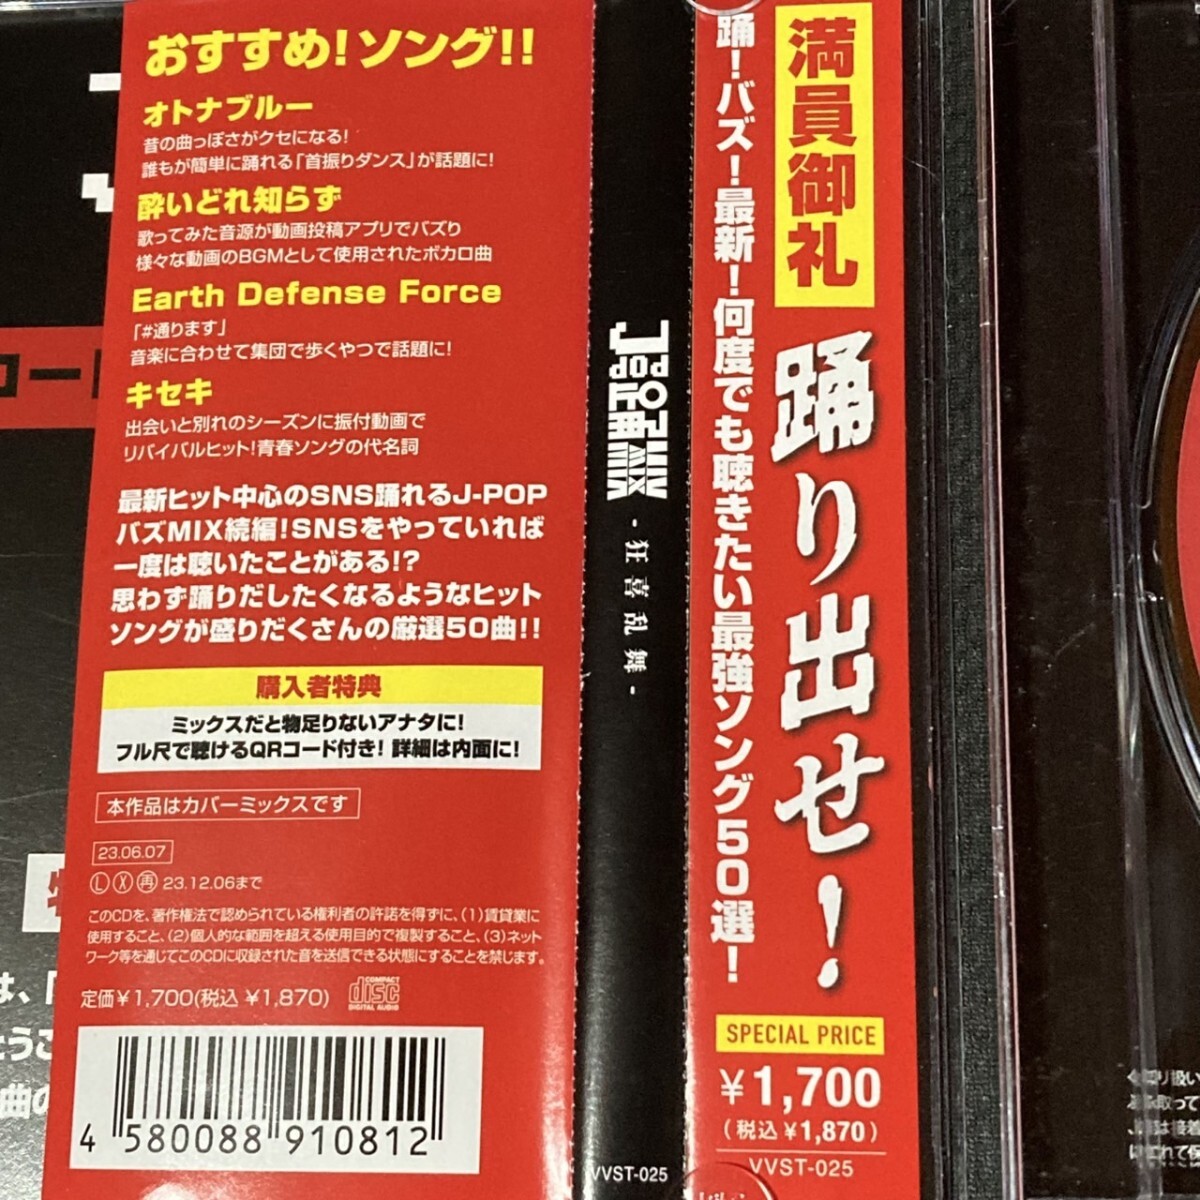 おすすめ!ソング!!
オトナブルー
昔の曲っぽさがクセになる!
誰もが簡単に踊れる「首振りダンス」が話題に!
酔いどれ知らず
歌ってみた音源が動画投稿アプリでバズり
様々な動画のBGMとして使用されたボカロ曲
Earth Defense Force
「#通ります」
音楽に合わせて集団で歩くやつで話題に!
キセキ
出会いと別れのシーズンに振付動画で
リバイバルヒット!青春ソングの代名詞
最新ヒット中心のSNS踊れるJ-POP
バズMIX続編!SNSをやっていれば
一度は聴いたことがある!?
思わず踊りだしたくなるようなヒット
ソングが盛りだくさんの厳選50曲!!
購入者特典
ミックスだと物足りないアナタに!
フル尺で聴けるQRコード付き! 詳細は内面に!
本作品はカバーミックスです
23.06.07
Ⓛ Ⓧ 再 23.12.06まで
このCDを、著作権法で認められている権利者の許諾を得ずに、(1)賃貸業に
使用すること、(2)個人的な範囲を超える使用目的で複製すること、(3)ネット
ワーク等を通じてこのCDに収録された音を送信できる状態にすることを禁じます。
定価¥1,700(税込 ¥1,870)
COMPACT
disc
DIGITAL AUDIO
4 580088 910812
- 狂喜乱舞 -
VVST-025
踊!バズ!最新!何度でも聴きたい最強ソング50選!
満員御礼
踊り出せ!
SPECIAL PRICE
¥1,700
(税込 ¥1,870)
VVST-025